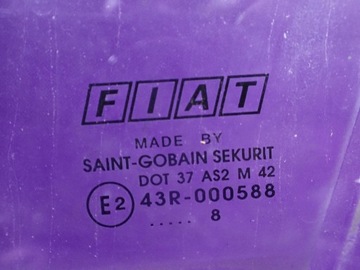 FIAT
MADE BY
SAINT-GOBAIN SEKURIT
DOT 37 AS2 M 42
E2 43R-000588
..... 8